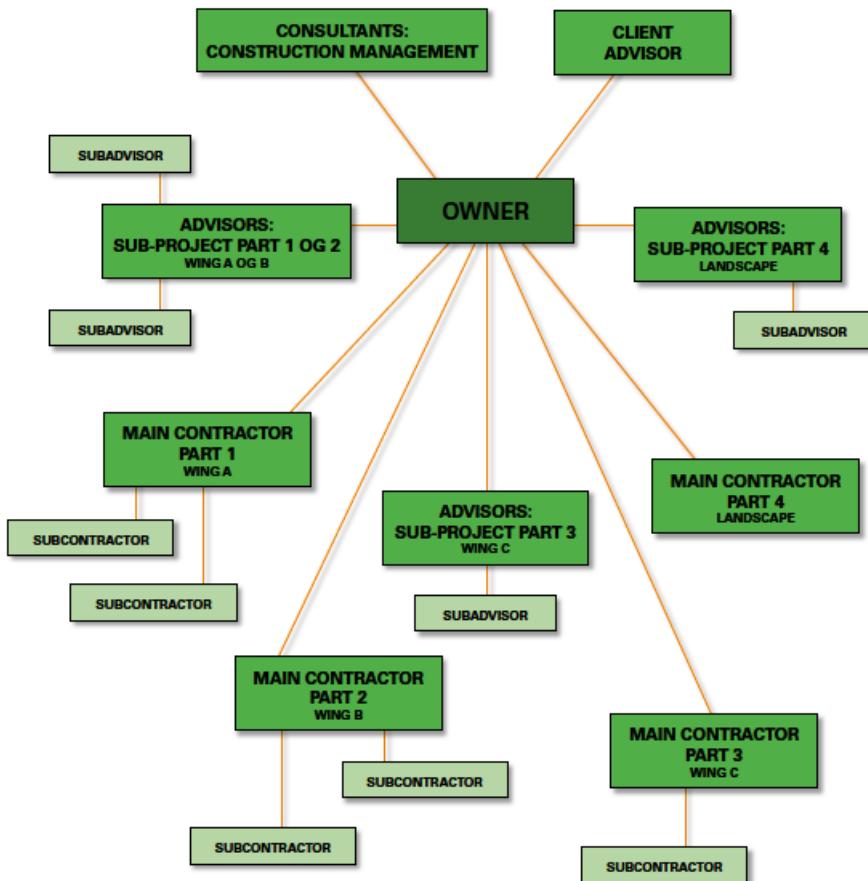 CONSULTANTS:
CONSTRUCTION MANAGEMENT
CLIENT
ADVISOR
SUBADVISOR
OWNER
ADVISORS:
SUB-PROJECT PART 1 OG 2
WING A OG B
ADVISORS:
SUB-PROJECT PART 4
LANDSCAPE
SUBADVISOR
SUBADVISOR
MAIN CONTRACTOR
PART 1
WING A
MAIN CONTRACTOR
PART 4
LANDSCAPE
ADVISORS:
SUB-PROJECT PART 3
WING C
SUBCONTRACTOR
SUBCONTRACTOR
SUBADVISOR
MAIN CONTRACTOR
PART 2
WING B
MAIN CONTRACTOR
PART 3
WING C
SUBCONTRACTOR
SUBCONTRACTOR
SUBCONTRACTOR